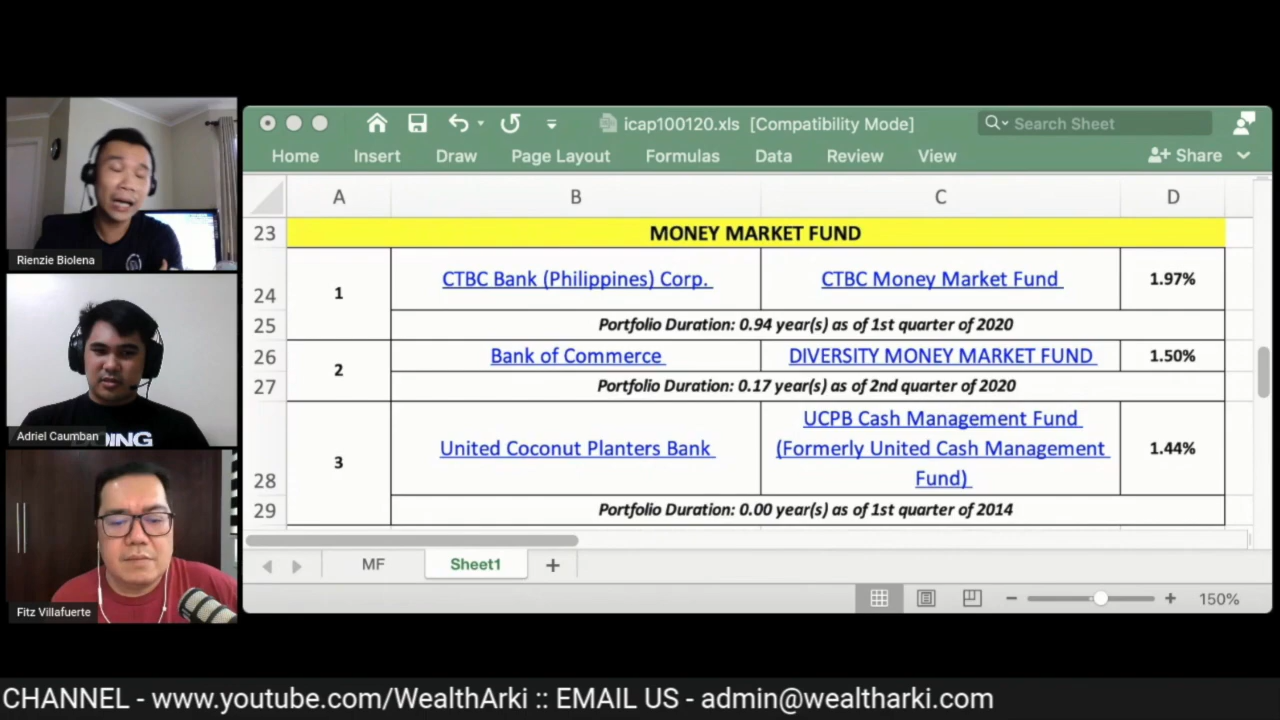 icap100120.xls [Compatibility Mode]
Search Sheet
Home Insert Draw Page Layout Formulas Data Review View
Share
A B C D
23 MONEY MARKET FUND
24 1 CTBC Bank (Philippines) Corp. CTBC Money Market Fund 1.97%
25 Portfolio Duration: 0.94 year(s) as of 1st quarter of 2020
26 2 Bank of Commerce DIVERSITY MONEY MARKET FUND 1.50%
27 Portfolio Duration: 0.17 year(s) as of 2nd quarter of 2020
UCPB Cash Management Fund
28 3 United Coconut Planters Bank (Formerly United Cash Management 1.44%
Fund)
29 Portfolio Duration: 0.00 year(s) as of 1st quarter of 2014
MF Sheet1 +
150%
Rienzie Biolena
OING
Adriel Caumban
Fitz Villafuerte
CHANNEL - www.youtube.com/WealthArki :: EMAIL US - admin@wealtharki.com